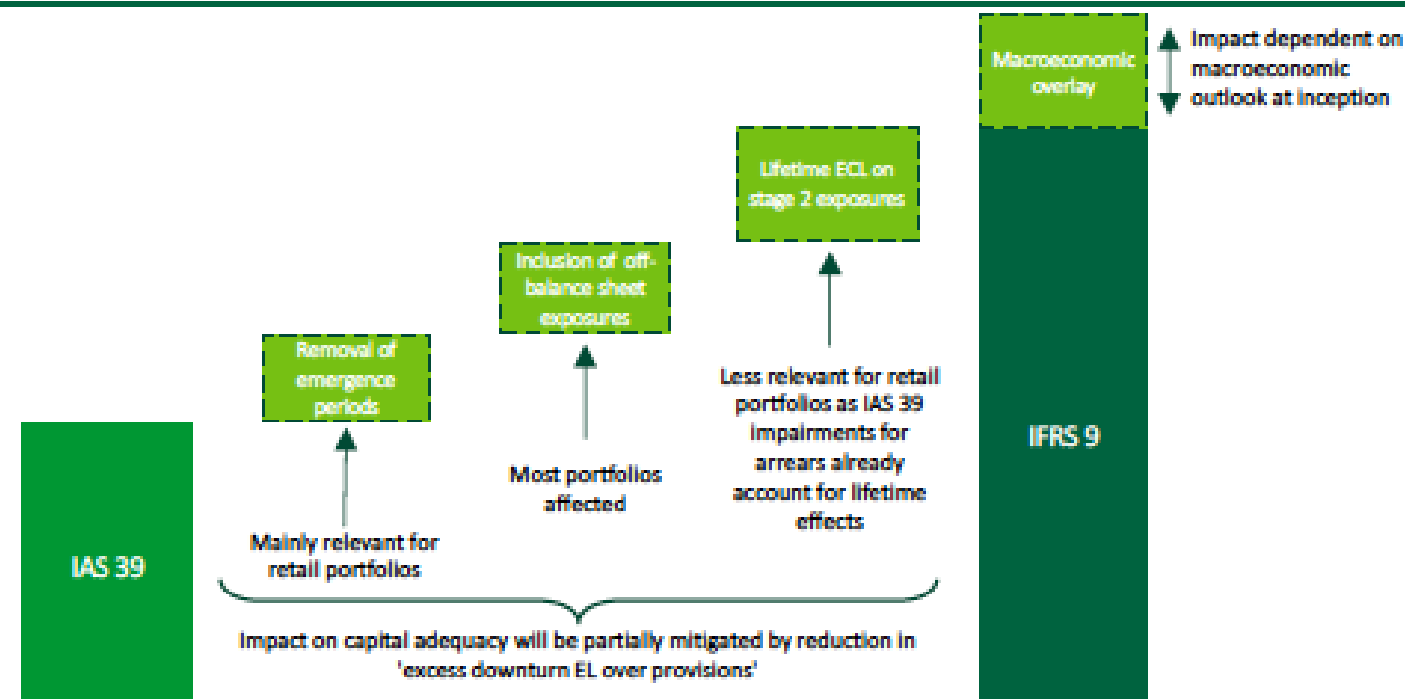 IAS 39
Removal of
emergence
periods
Mainly relevant for
retail portfolios
Inclusion of off-
balance sheet
exposures
Most portfolios
affected
Lifetime ECL on
stage 2 exposures
Less relevant for retail
portfolios as IAS 39
impairments for
arrears already
account for lifetime
effects
Impact on capital adequacy will be partially mitigated by reduction in
'excess downturn EL over provisions'
Macroeconomic
overlay
IFRS 9
Impact dependent on
macroeconomic
outlook at inception